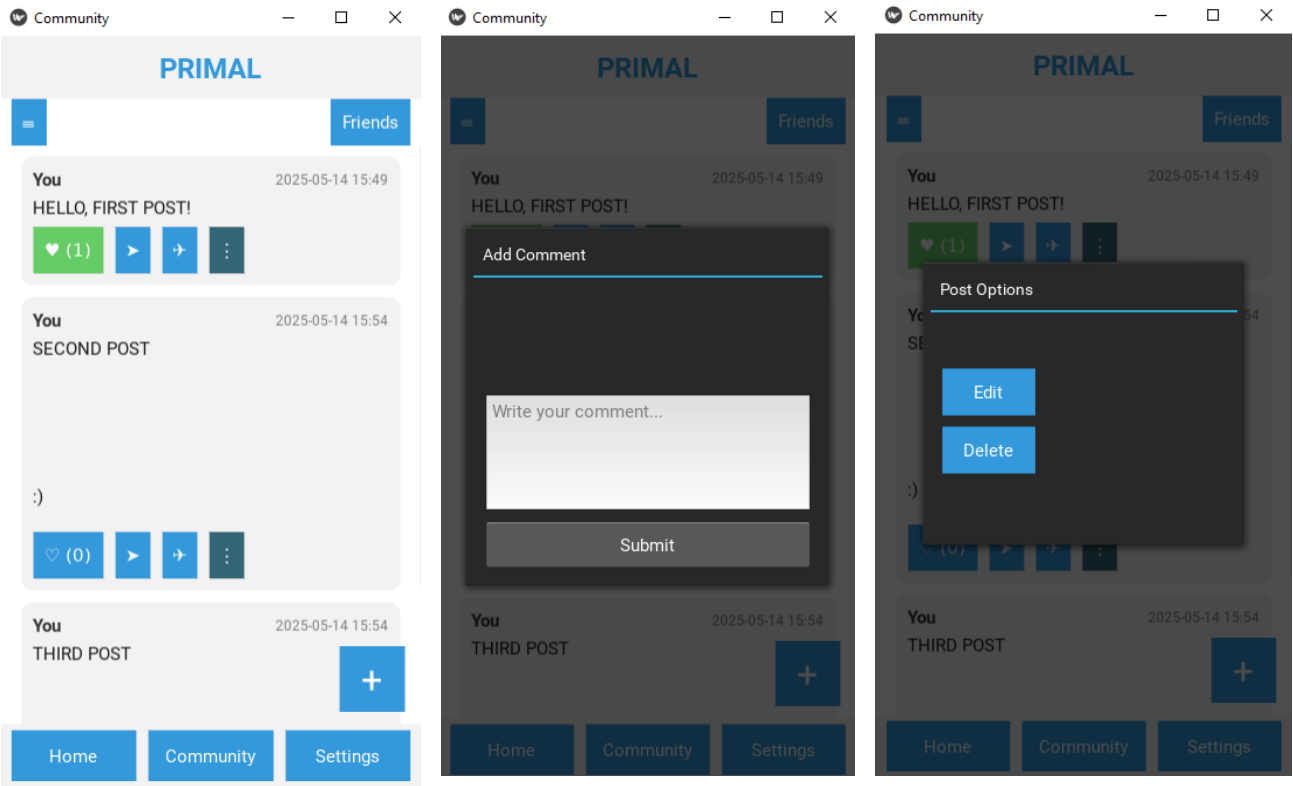 Community
PRIMAL
≡ Friends
You 2025-05-14 15:49
HELLO, FIRST POST!
♥ (1) ➤ ✈ ⋮
You 2025-05-14 15:54
SECOND POST
:)
♡ (0) ➤ ✈ ⋮
You 2025-05-14 15:54
THIRD POST
+
Home Community Settings
Community
PRIMAL
≡ Friends
You 2025-05-14 15:49
HELLO, FIRST POST!
Add Comment
Write your comment...
Submit
You 2025-05-14 15:54
THIRD POST
+
Home Community Settings
Community
PRIMAL
≡ Friends
You 2025-05-14 15:49
HELLO, FIRST POST!
♥ (1) ➤ ✈ ⋮
Post Options
54
Edit
Delete
:)
♡ (0) ➤ ✈ ⋮
You 2025-05-14 15:54
THIRD POST
+
Home Community Settings